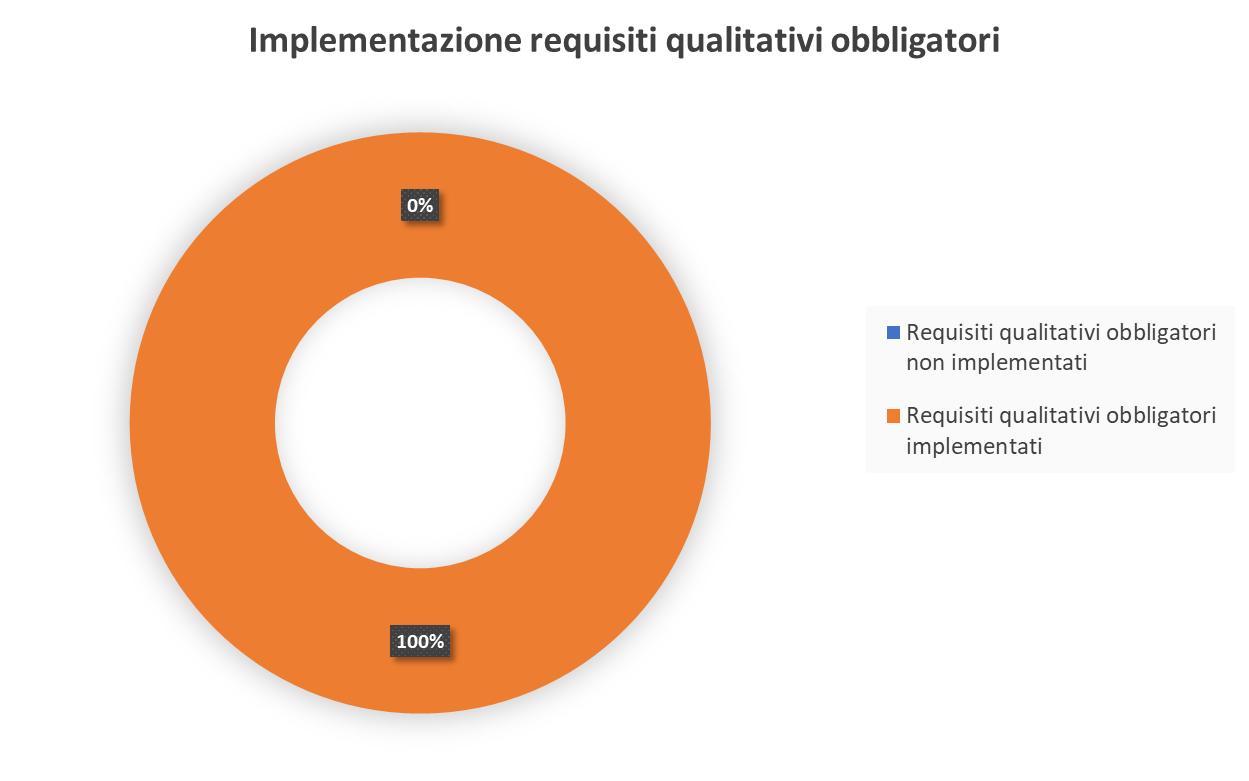 Implementazione requisiti qualitativi obbligatori
0%
Requisiti qualitativi obbligatori
non implementati
Requisiti qualitativi obbligatori
implementati
100%